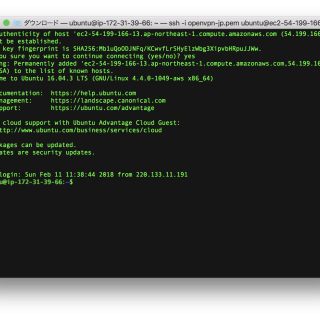 ダウンロード — ubuntu@ip-172-31-39-66: ~ — ssh -i openvpn-jp.pem ubuntu@ec2-54-199-166
uthenticity of host 'ec2-54-199-166-13.ap-northeast-1.compute.amazonaws.com (54.199.166
t be established.
key fingerprint is
you sure you want to continue connecting (yes/no)? yes
ng: Permanently added 'ec2-54-199-166-13.ap-northeast-1.compute.amazonaws.com,54.199.16
SA) to the list of known hosts.
me to Ubuntu 16.04.3 LTS (GNU/Linux 4.4.0-1049-aws x86_64)
cumentation: https://help.ubuntu.com
nagement: https://landscape.canonical.com
pport: https://ubuntu.com/advantage
cloud support with Ubuntu Advantage Cloud Guest:
ttp://www.ubuntu.com/business/services/cloud
ckages can be updated.
ates are security updates.
login: Sun Feb 11 11:38:44 2018 from 220.133.11.191
u@ip-172-31-39-66:~$